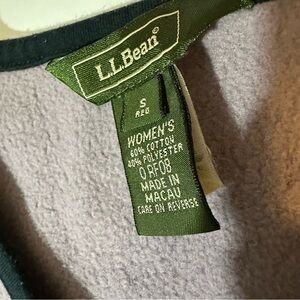 L.L.Bean®
S
REG
WOMEN'S
60% COTTON
40% POLYESTER
0 RF08
MADE IN
MACAU
CARE ON REVERSE